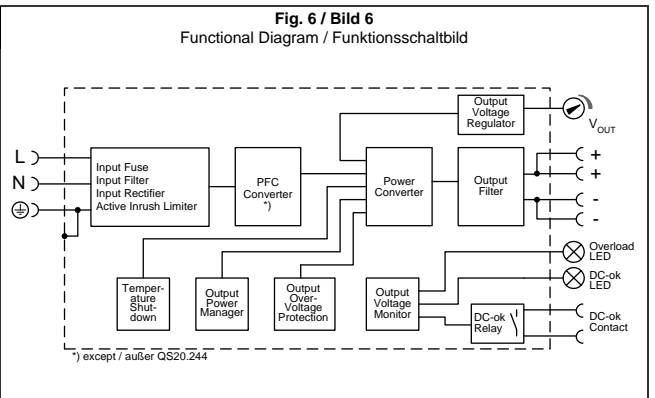 Fig. 6 / Bild 6
Functional Diagram / Funktionsschaltbild
Output
Voltage
Regulator
V_OUT
L
N
Input Fuse
Input Filter
Input Rectifier
Active Inrush Limiter
PFC
Converter
*)
Power
Converter
Output
Filter
+
+
-
-
Temper-
ature
Shut-
down
Output
Power
Manager
Output
Over-
Voltage
Protection
Output
Voltage
Monitor
Overload
LED
DC-ok
LED
DC-ok
Relay
DC-ok
Contact
*) except / außer QS20.244